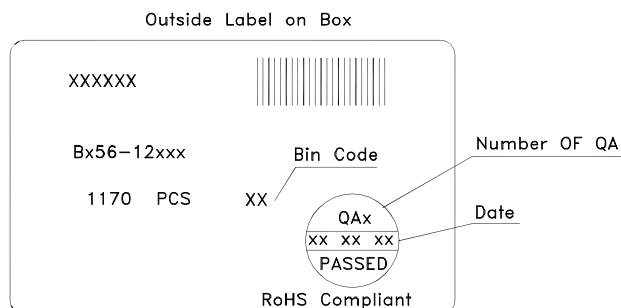 Outside Label on Box
XXXXXX
Bx56-12xxx
Bin Code
Number OF QA
1170 PCS
XX
QAx
Date
xx xx xx
PASSED
RoHS Compliant